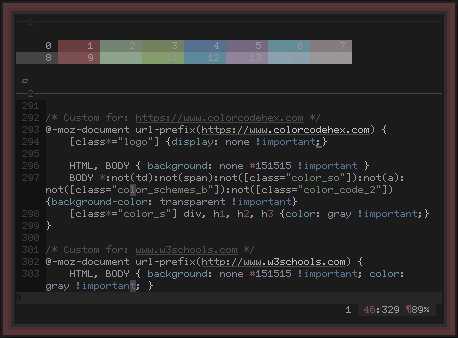 1
0 1 2 3 4 5 6 7
8 9 10 11 12 13 14
2
291
292 /* Custom for: https://www.colorcodehex.com */
293 @-moz-document url-prefix(https://www.colorcodehex.com) {
294 [class*="logo"] {display: none !important;}
295
296 HTML, BODY { background: none #151515 !important }
297 BODY *:not(td):not(span):not([class="color_so"]):not(a):
not([class="color_schemes_b"]):not([class="color_code_2"])
{background-color: transparent !important}
298 [class*="color_s"] div, h1, h2, h3 {color: gray !important;}
299 }
300
301 /* Custom for: www.w3schools.com */
302 @-moz-document url-prefix(http://www.w3schools.com) {
303 HTML, BODY { background: none #151515 !important; color:
gray !important; }
@
1 46:329 ¶89%